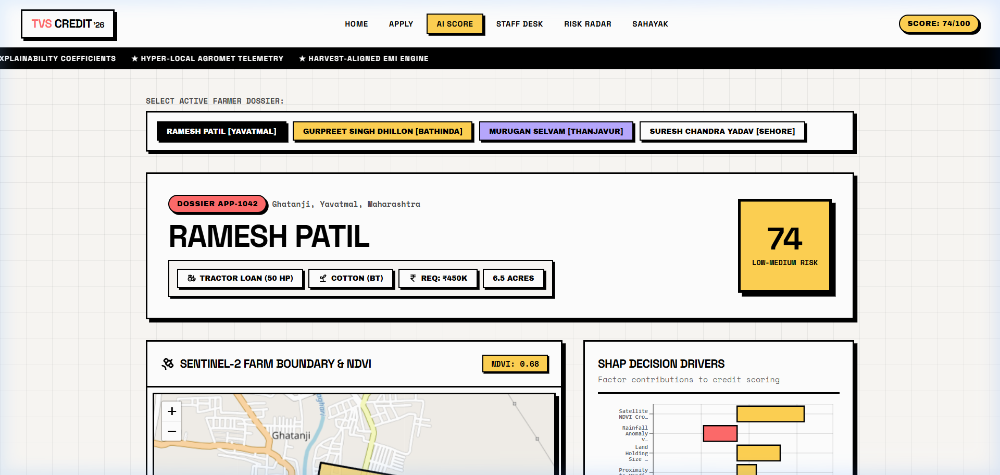 TVS CREDIT '26
HOME
APPLY
AI SCORE
STAFF DESK
RISK RADAR
SAHAYAK
SCORE: 74/100
XPLAINABILITY COEFFICIENTS ★ HYPER-LOCAL AGROMET TELEMETRY ★ HARVEST-ALIGNED EMI ENGINE
SELECT ACTIVE FARMER DOSSIER:
RAMESH PATIL [YAVATMAL]
GURPREET SINGH DHILLON [BATHINDA]
MURUGAN SELVAM [THANJAVUR]
SURESH CHANDRA YADAV [SEHORE]
DOSSIER APP-1042 Ghatanji, Yavatmal, Maharashtra
RAMESH PATIL
TRACTOR LOAN (50 HP)
COTTON (BT)
REQ: ₹450K
6.5 ACRES
74
LOW-MEDIUM RISK
SENTINEL-2 FARM BOUNDARY & NDVI
NDVI: 0.68
+
−
Ghatanji
SHAP DECISION DRIVERS
Factor contributions to credit scoring
Satellite
NDVI Cro…
Rainfall
Anomaly
v…
Land
Holding
Size …
Proximity